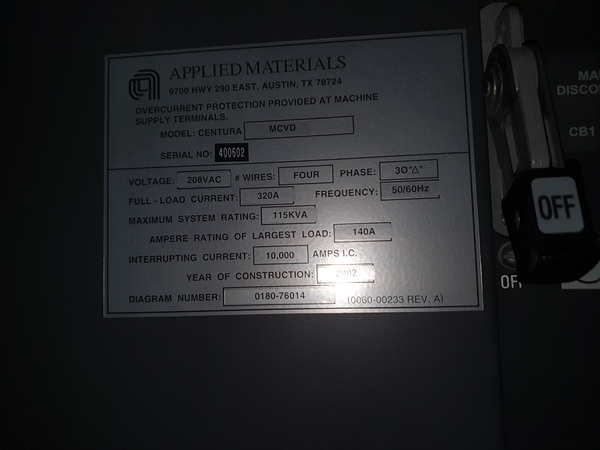 APPLIED MATERIALS
9700 HWY 290 EAST, AUSTIN, TX 78724
OVERCURRENT PROTECTION PROVIDED AT MACHINE
SUPPLY TERMINALS.
MODEL: CENTURA MCVD
SERIAL NO: 400602
VOLTAGE: 208VAC # WIRES: FOUR PHASE: 3Ø"△"
FULL - LOAD CURRENT: 320A FREQUENCY: 50/60Hz
MAXIMUM SYSTEM RATING: 115KVA
AMPERE RATING OF LARGEST LOAD: 140A
INTERRUPTING CURRENT: 10,000 AMPS I.C.
YEAR OF CONSTRUCTION: 2002
DIAGRAM NUMBER: 0180-76014 (0060-00233 REV. A)
MA
DISCO
CB1
OFF
OF